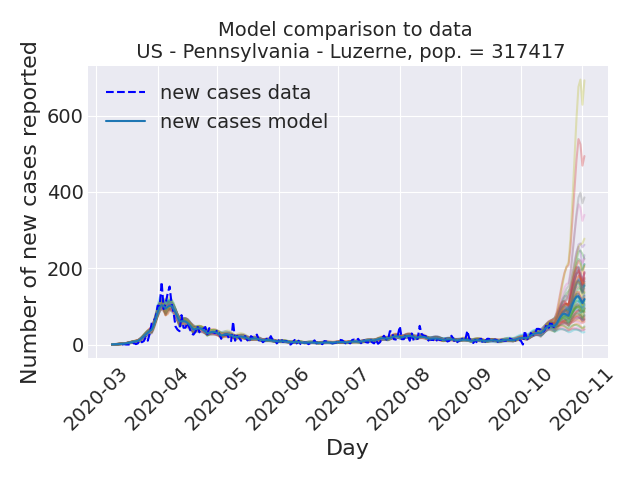 Model comparison to data
US - Pennsylvania - Luzerne, pop. = 317417
Number of new cases reported
new cases data
new cases model
600
400
200
0
2020-03
2020-04
2020-05
2020-06
2020-07
2020-08
2020-09
2020-10
2020-11
Day